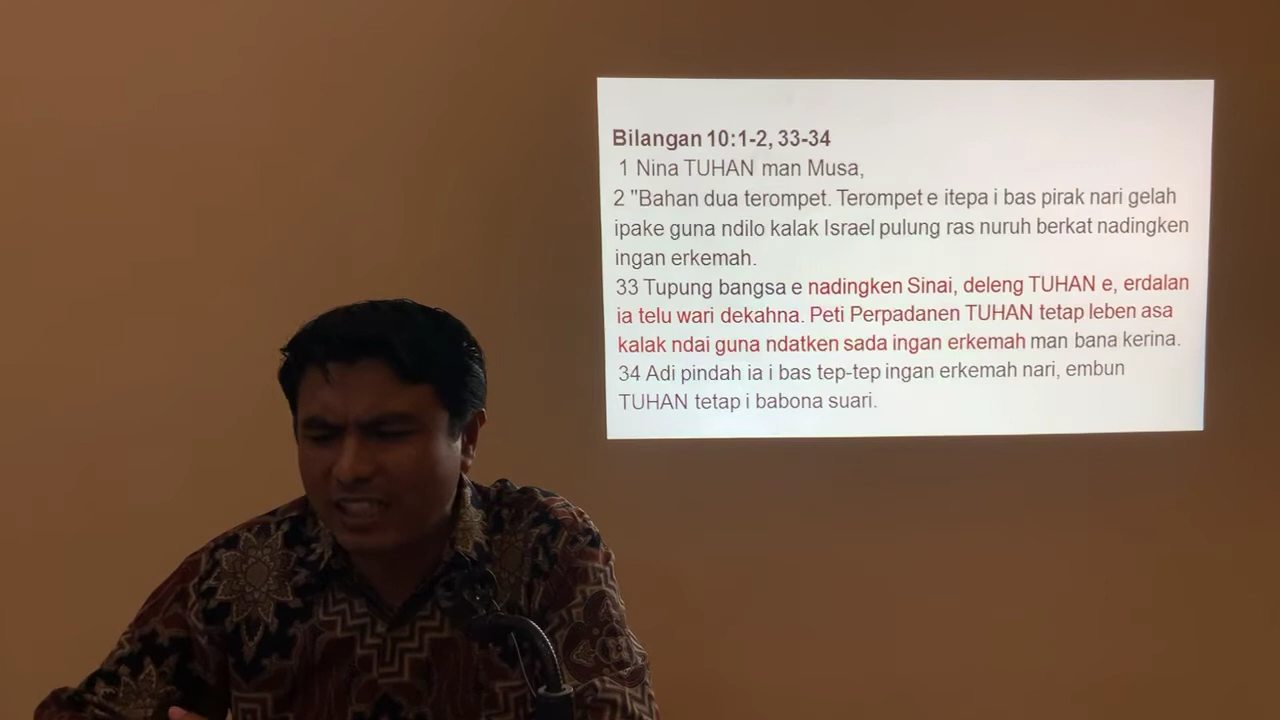 Bilangan 10:1-2, 33-34
1 Nina TUHAN man Musa,
2 "Bahan dua terompet. Terompet e itepa i bas pirak nari gelah
ipake guna ndilo kalak Israel pulung ras nuruh berkat nadingken
ingan erkemah.
33 Tupung bangsa e nadingken Sinai, deleng TUHAN e, erdalan
ia telu wari dekahna. Peti Perpadanen TUHAN tetap leben asa
kalak ndai guna ndatken sada ingan erkemah man bana kerina.
34 Adi pindah ia i bas tep-tep ingan erkemah nari, embun
TUHAN tetap i babona suari.